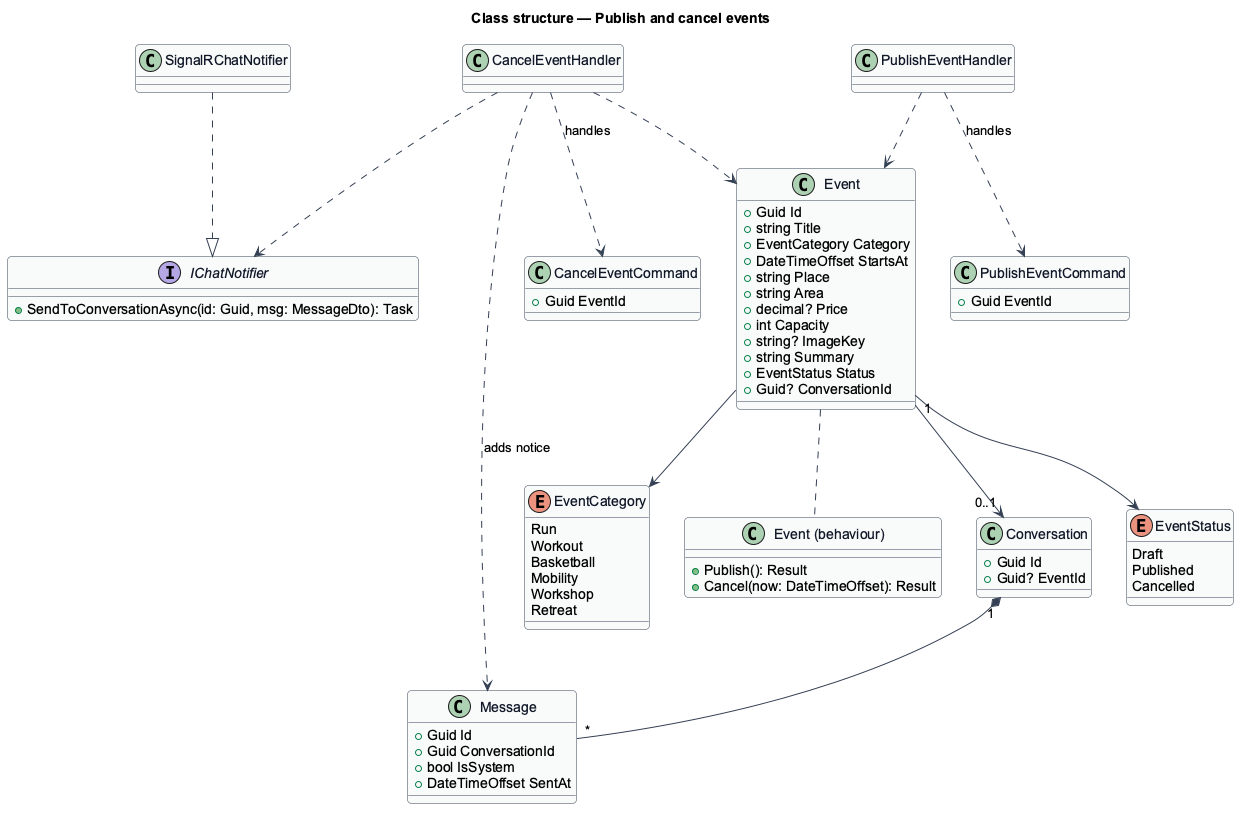 Class structure — Publish and cancel events
C SignalRChatNotifier
C CancelEventHandler
C PublishEventHandler
handles
handles
I IChatNotifier
SendToConversationAsync(id: Guid, msg: MessageDto): Task
C CancelEventCommand
Guid EventId
C Event
Guid Id
string Title
EventCategory Category
DateTimeOffset StartsAt
string Place
string Area
decimal? Price
int Capacity
string? ImageKey
string Summary
EventStatus Status
Guid? ConversationId
C PublishEventCommand
Guid EventId
1
adds notice
0..1
E EventCategory
Run
Workout
Basketball
Mobility
Workshop
Retreat
C Event (behaviour)
Publish(): Result
Cancel(now: DateTimeOffset): Result
C Conversation
Guid Id
Guid? EventId
E EventStatus
Draft
Published
Cancelled
1
*
C Message
Guid Id
Guid ConversationId
bool IsSystem
DateTimeOffset SentAt